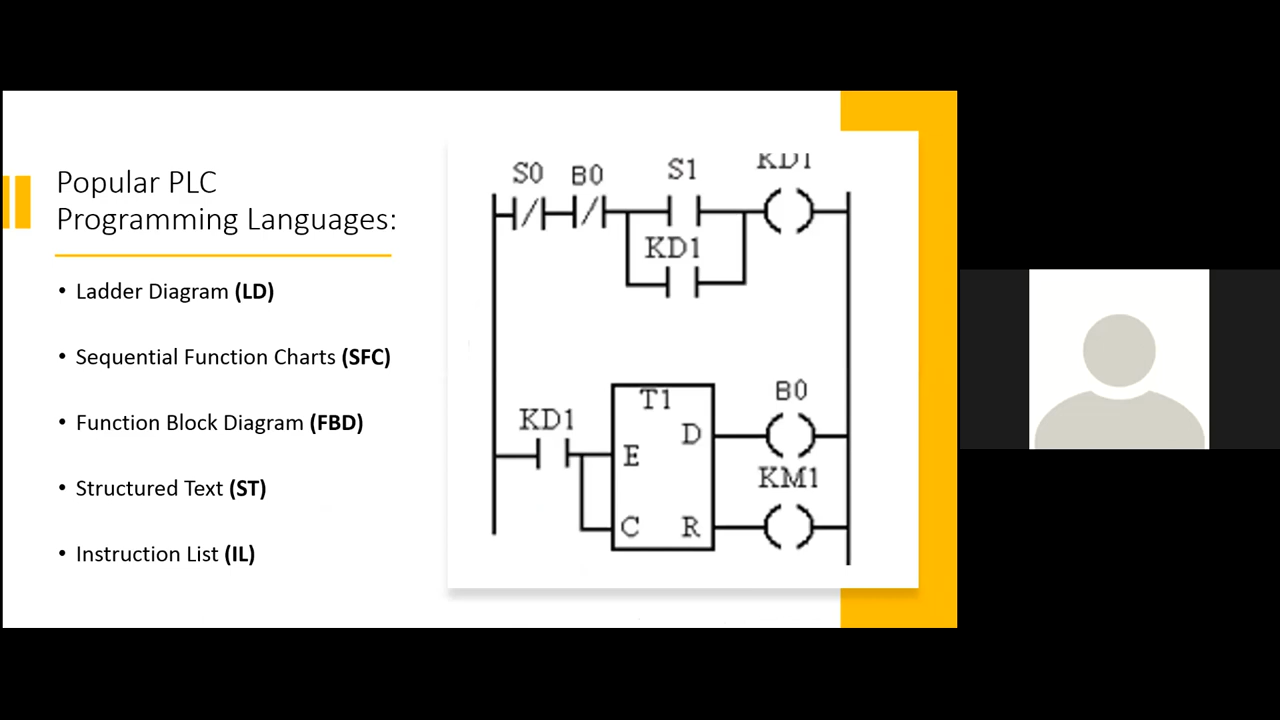 Popular PLC
Programming Languages:
• Ladder Diagram (LD)
• Sequential Function Charts (SFC)
• Function Block Diagram (FBD)
• Structured Text (ST)
• Instruction List (IL)
S0 B0 S1 KD1
KD1
KD1 T1 B0
D
E
KM1
C R